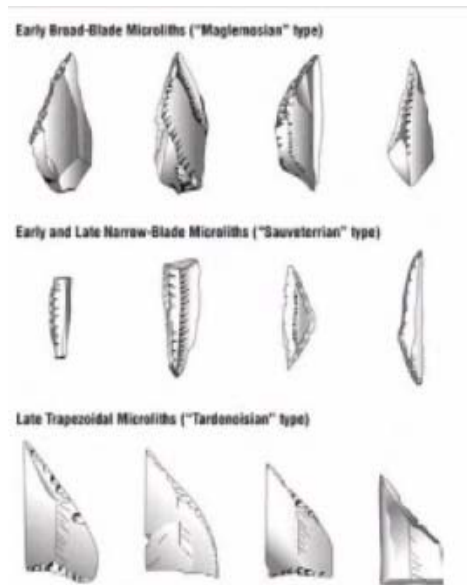 Early Broad-Blade Microliths ("Maglemosian" type)
Early and Late Narrow-Blade Microliths ("Sauveterrian" type)
Late Trapezoidal Microliths ("Tardenoisian" type)